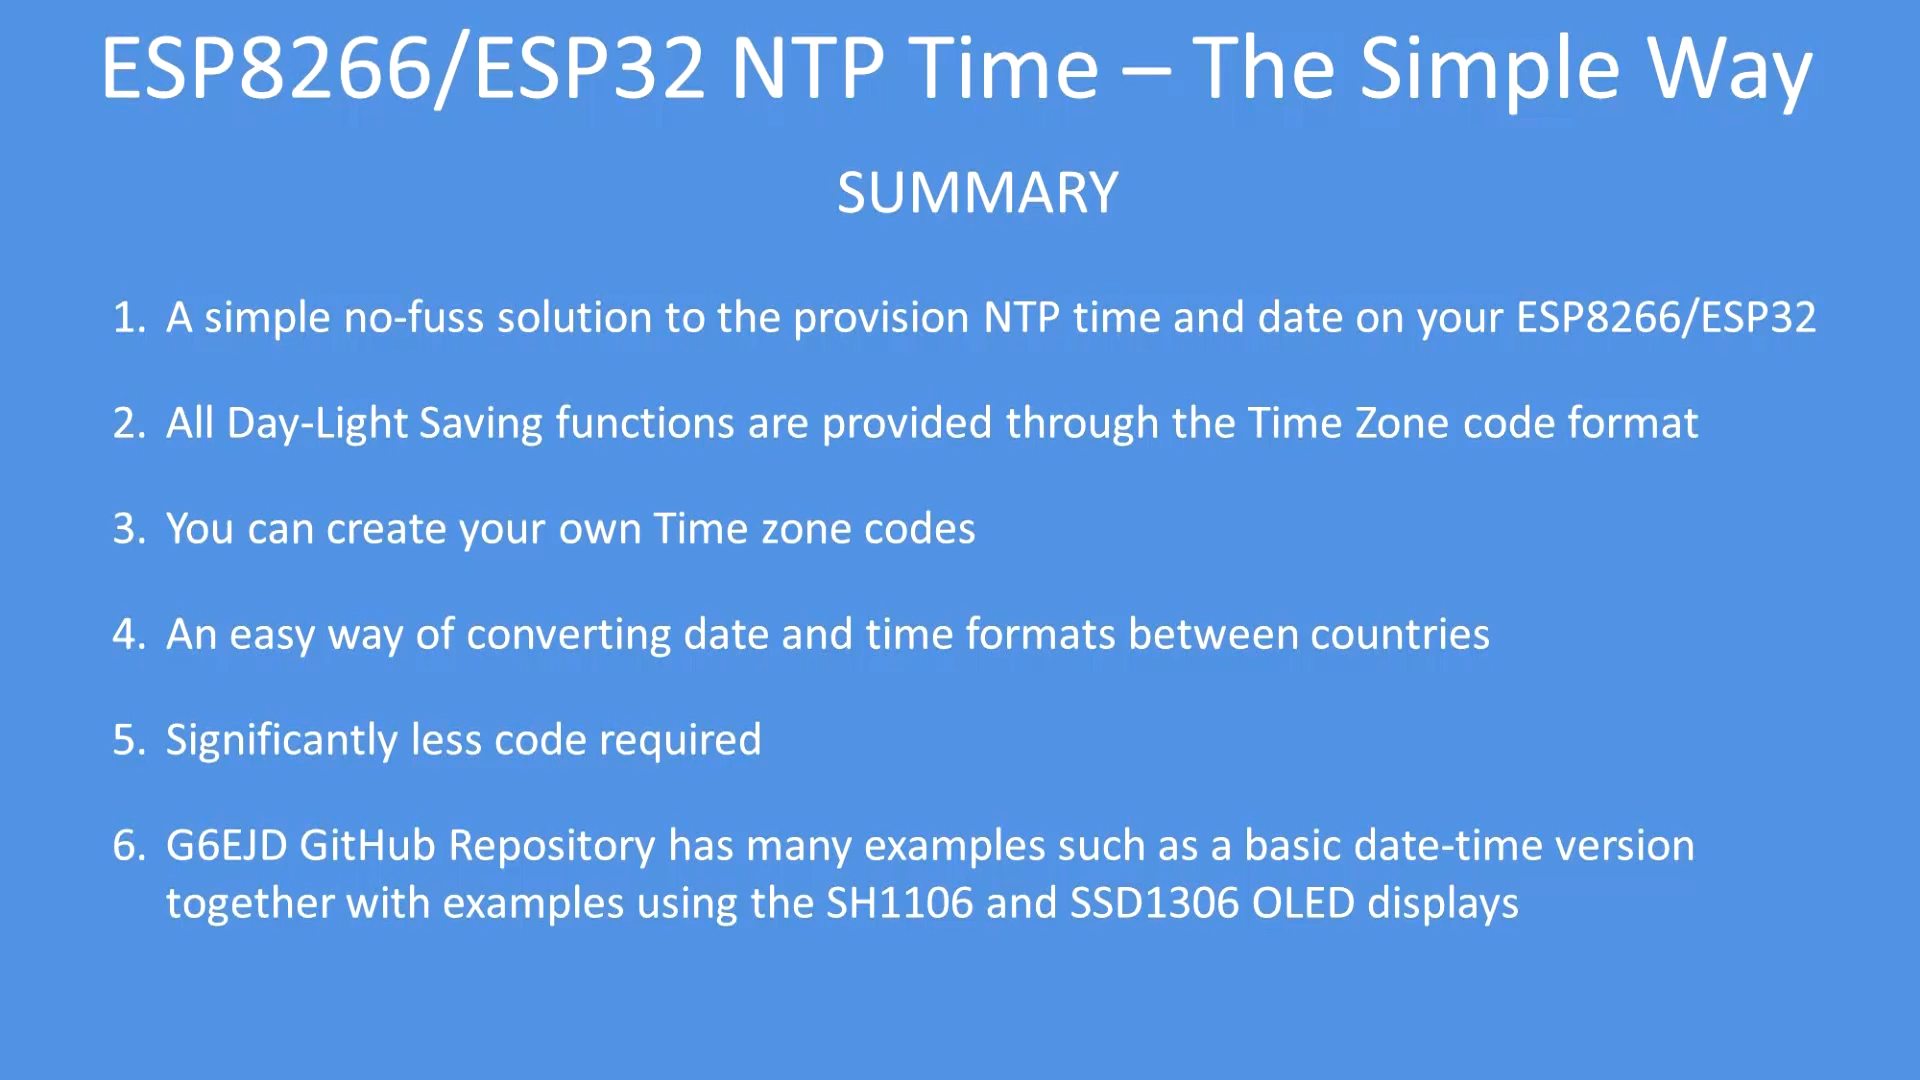 ESP8266/ESP32 NTP Time – The Simple Way
SUMMARY
1. A simple no-fuss solution to the provision NTP time and date on your ESP8266/ESP32
2. All Day-Light Saving functions are provided through the Time Zone code format
3. You can create your own Time zone codes
4. An easy way of converting date and time formats between countries
5. Significantly less code required
6. G6EJD GitHub Repository has many examples such as a basic date-time version
together with examples using the SH1106 and SSD1306 OLED displays